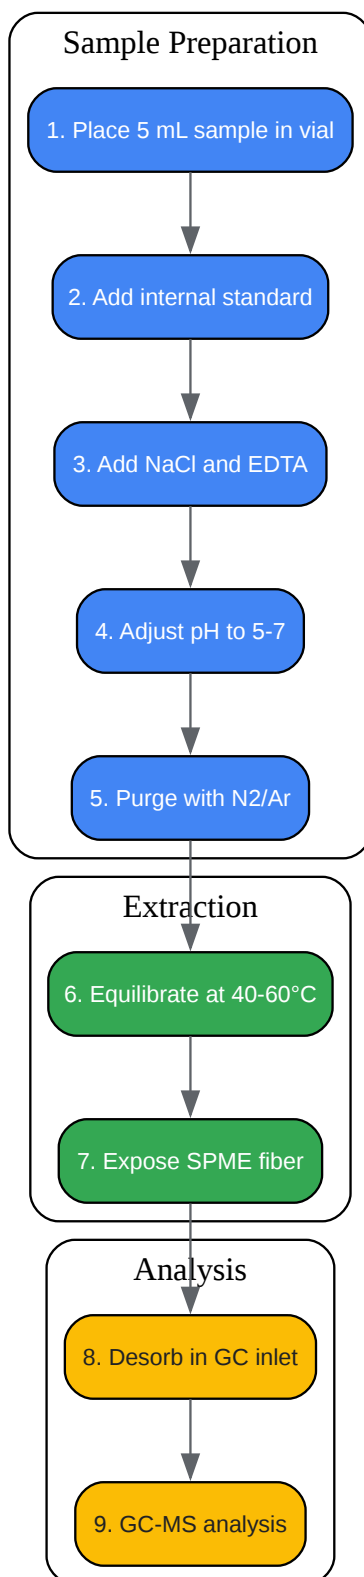 Sample Preparation
1. Place 5 mL sample in vial
2. Add internal standard
3. Add NaCl and EDTA
4. Adjust pH to 5-7
5. Purge with N2/Ar
Extraction
6. Equilibrate at 40-60°C
7. Expose SPME fiber
Analysis
8. Desorb in GC inlet
9. GC-MS analysis